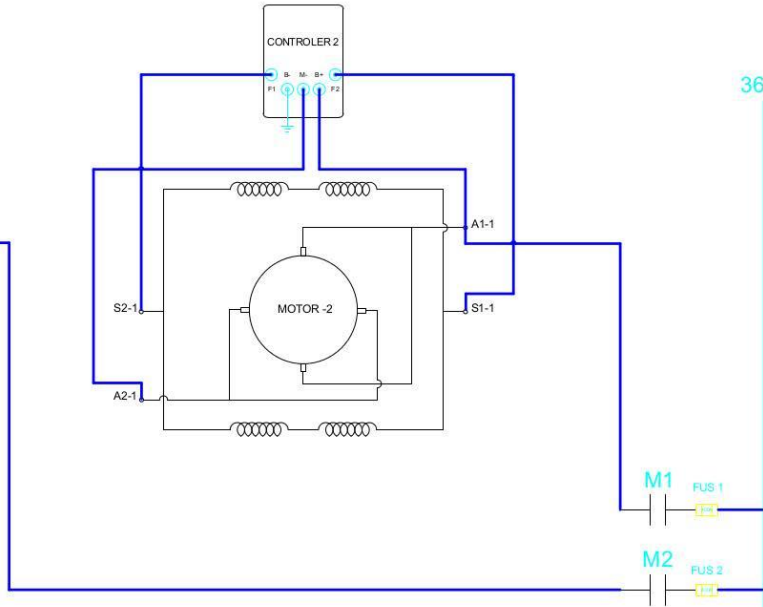 CONTROLER 2
B- M- B+
F1 F2
36
A1-1
S2-1
MOTOR -2
S1-1
A2-1
M1
FUS 1
M2
FUS 2